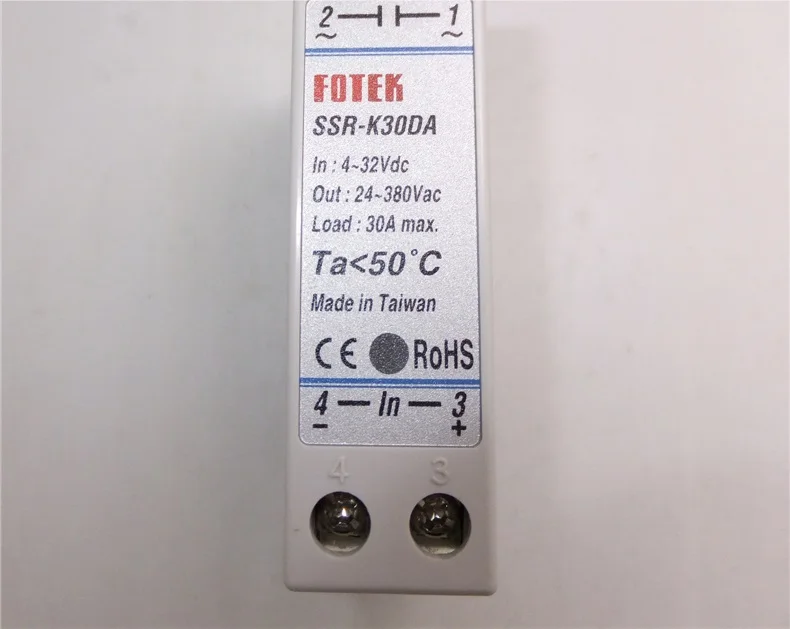 2 1
~ ~
FOTEK
SSR-K30DA
In : 4~32Vdc
Out : 24~380Vac
Load : 30A max.
Ta<50°C
Made in Taiwan
CE RoHS
4 — In — 3
- +
4 3